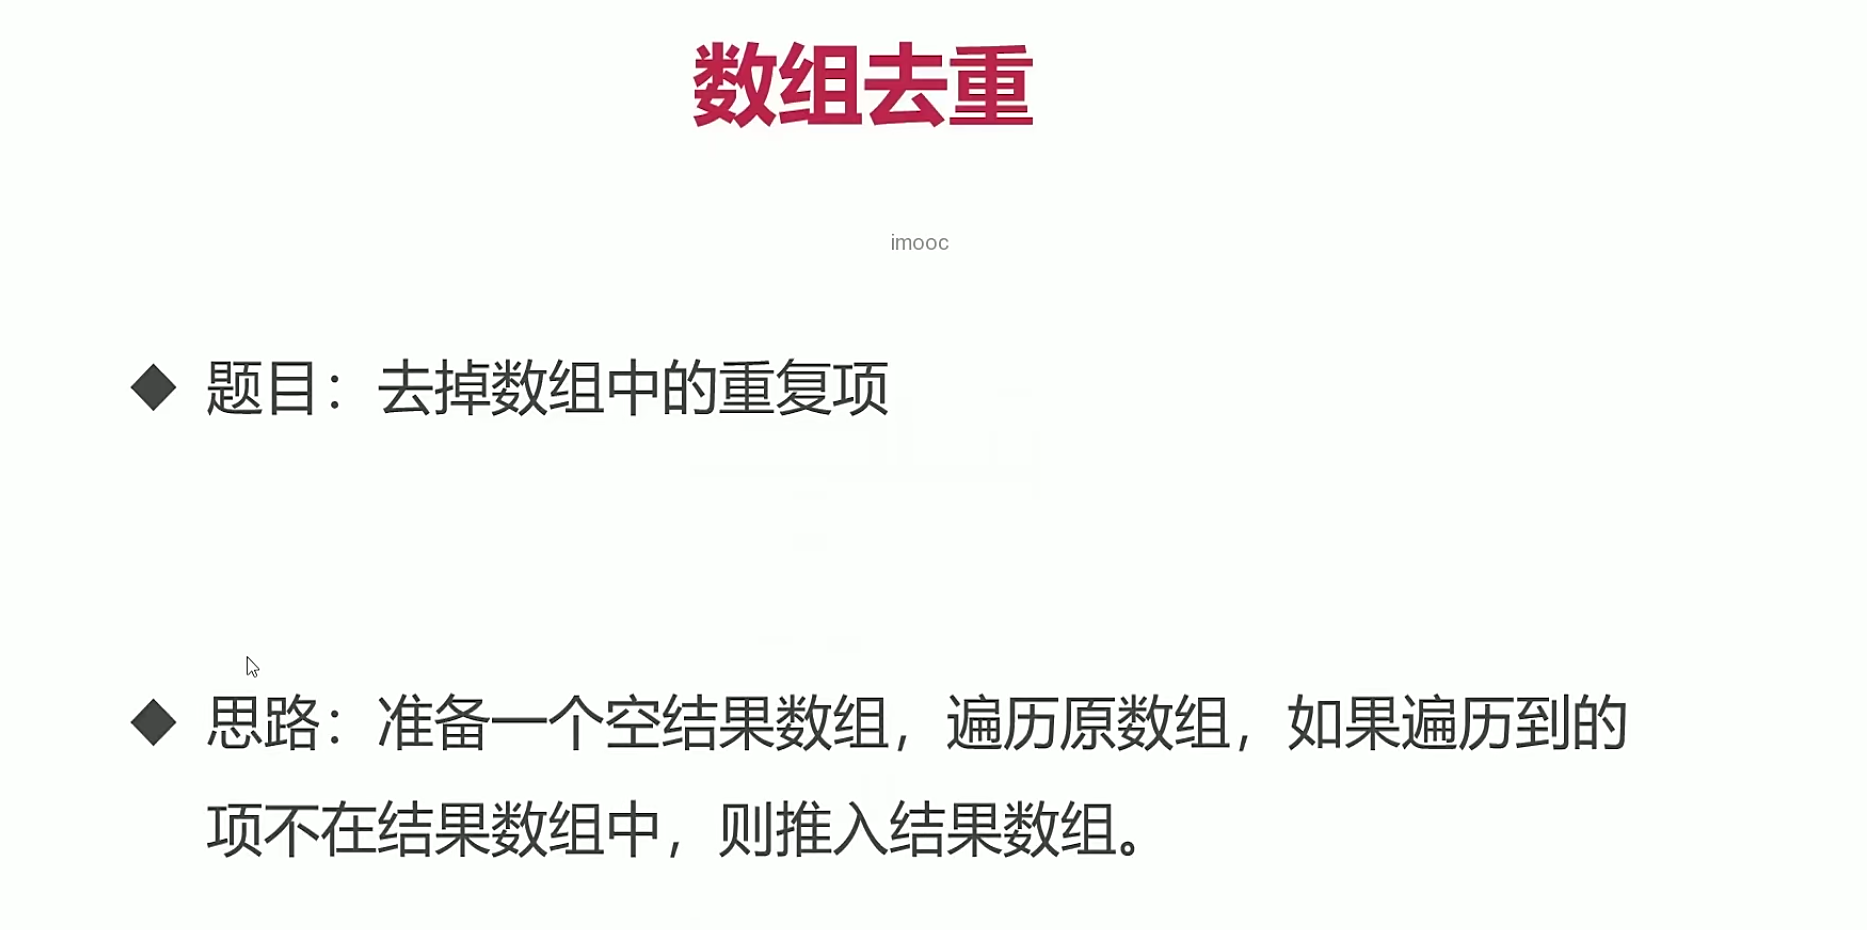 数组去重
imooc
◆ 题目：去掉数组中的重复项
◆ 思路：准备一个空结果数组，遍历原数组，如果遍历到的
项不在结果数组中，则推入结果数组。